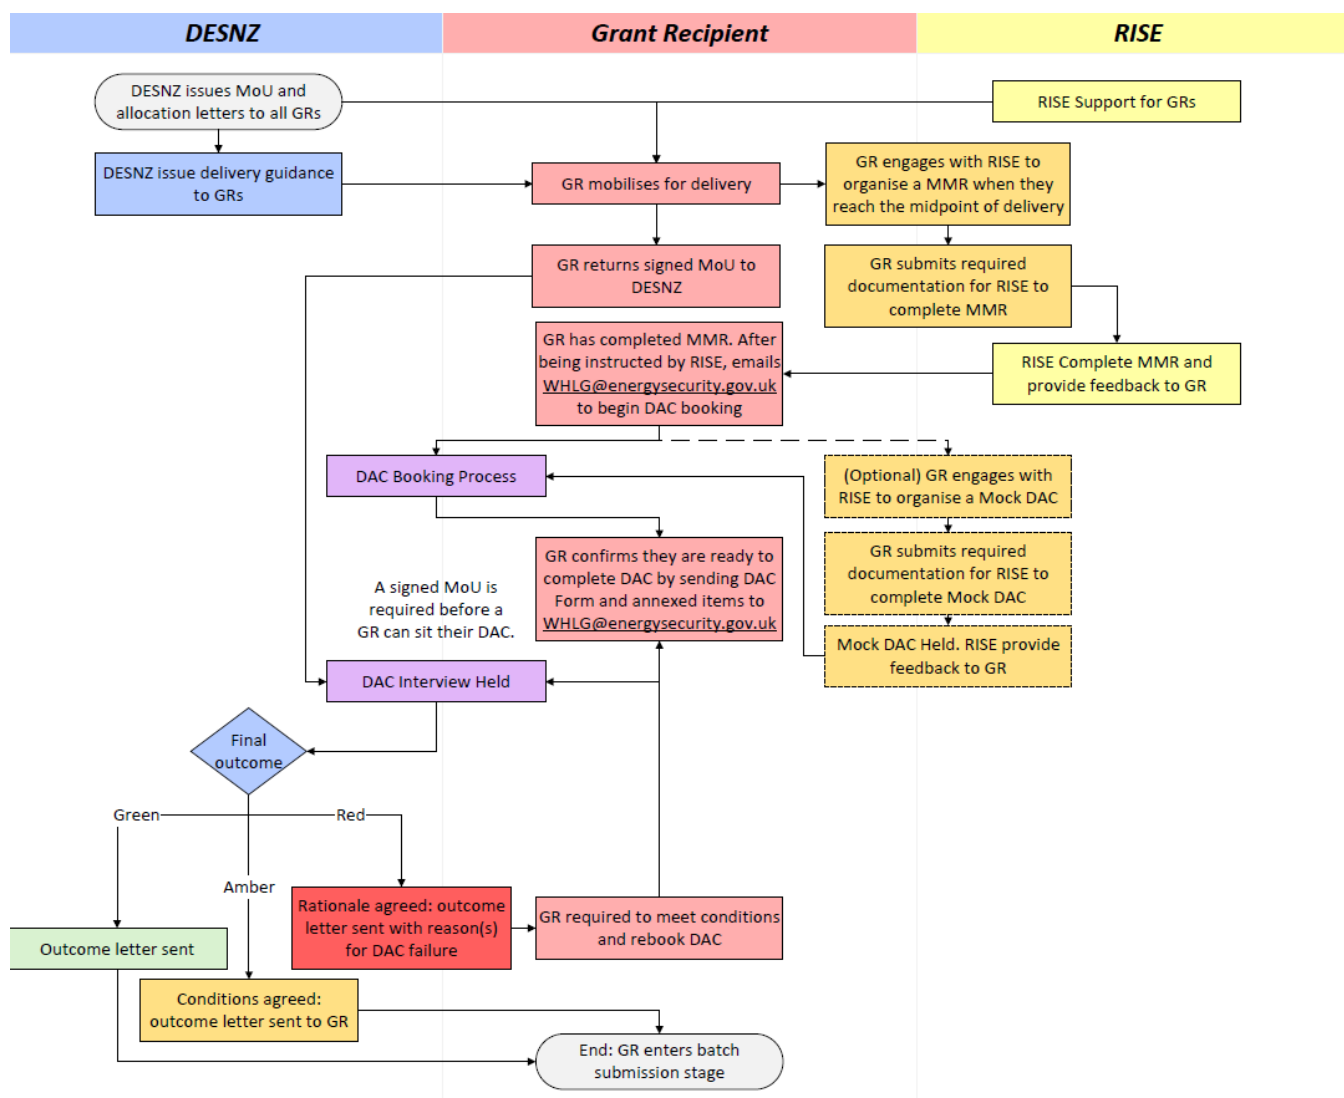 DESNZ
Grant Recipient
RISE
DESNZ issues MoU and
allocation letters to all GRs
RISE Support for GRs
DESNZ issue delivery guidance
to GRs
GR mobilises for delivery
GR engages with RISE to
organise a MMR when they
reach the midpoint of delivery
GR returns signed MoU to
DESNZ
GR submits required
documentation for RISE to
complete MMR
GR has completed MMR. After
being instructed by RISE, emails
WHLG@energysecurity.gov.uk
to begin DAC booking
RISE Complete MMR and
provide feedback to GR
DAC Booking Process
(Optional) GR engages with
RISE to organise a Mock DAC
GR confirms they are ready to
complete DAC by sending DAC
Form and annexed items to
WHLG@energysecurity.gov.uk
GR submits required
documentation for RISE to
complete Mock DAC
A signed MoU is
required before a
GR can sit their DAC.
Mock DAC Held. RISE provide
feedback to GR
DAC Interview Held
Final
outcome
Green
Red
Amber
Rationale agreed: outcome
letter sent with reason(s)
for DAC failure
GR required to meet conditions
and rebook DAC
Outcome letter sent
Conditions agreed:
outcome letter sent to GR
End: GR enters batch
submission stage